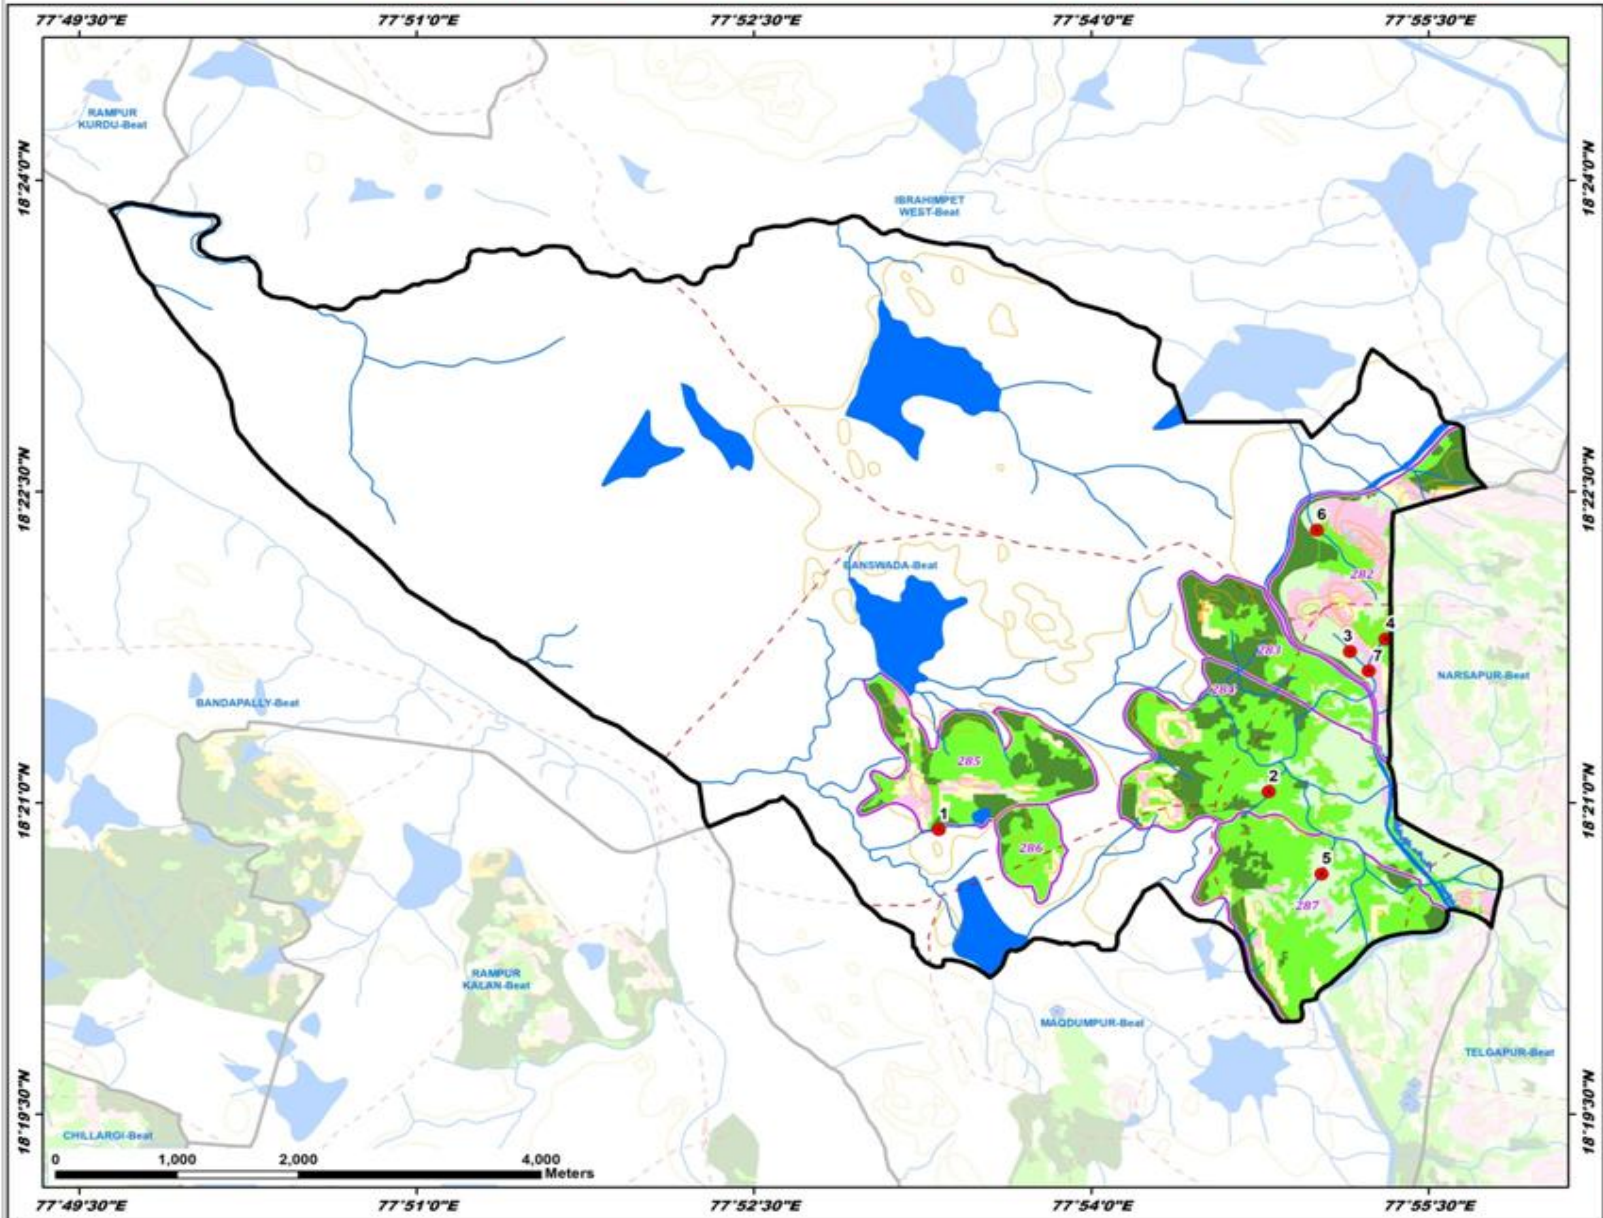 77°49'30"E 77°51'0"E 77°52'30"E 77°54'0"E 77°55'30"E
RAMPUR
KURDU-Beat
18°24'0"N 18°24'0"N
IBRAHIMPET
WEST-Beat
18°22'30"N 18°22'30"N
6
BANSWADA-Beat
282
4
3
283
7
NARSAPUR-Beat
284
BANDAPALLY-Beat
285
2
18°21'0"N 18°21'0"N
1
286
5
287
RAMPUR
KALAN-Beat
MAQDUMPUR-Beat
TELGAPUR-Beat
18°19'30"N 18°19'30"N
CHILLARGI-Beat
0 1,000 2,000 4,000
Meters
77°49'30"E 77°51'0"E 77°52'30"E 77°54'0"E 77°55'30"E